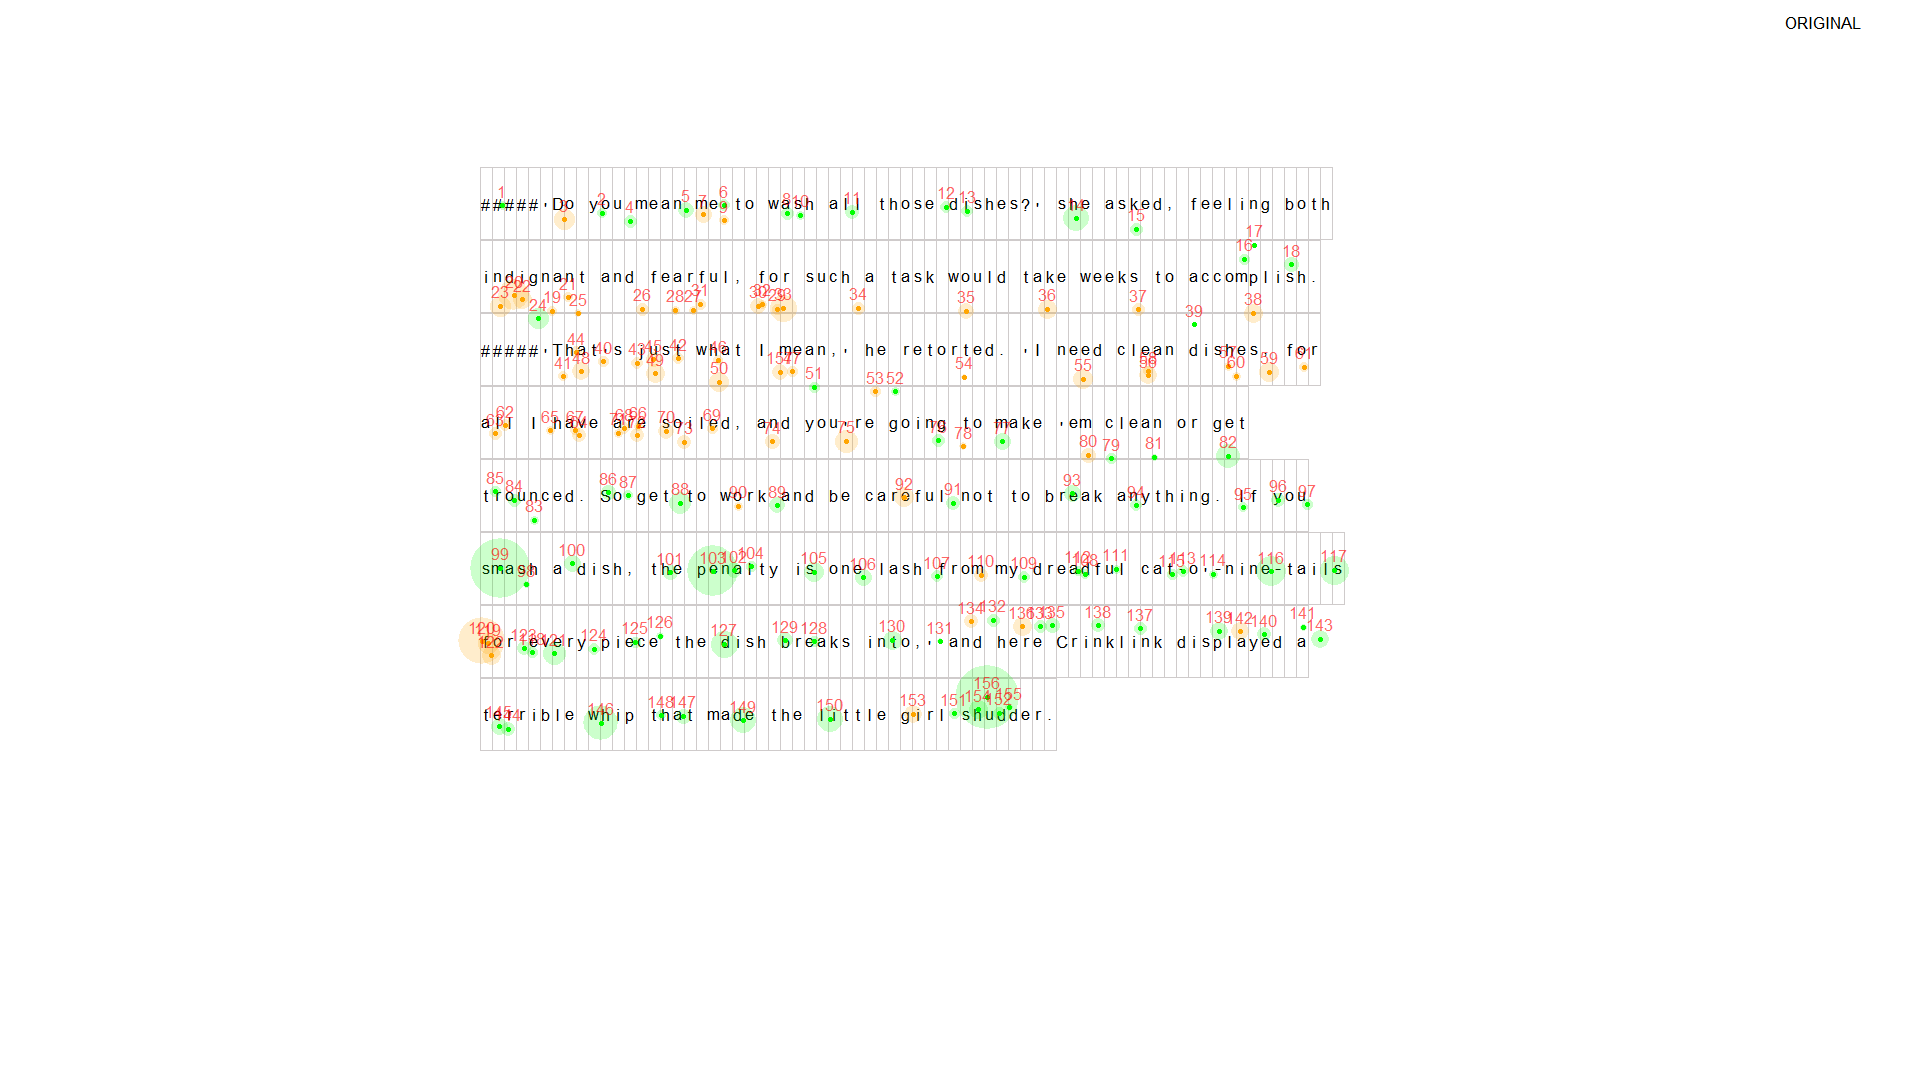 ORIGINAL
#####'Do you mean me to wash all those dishes?' she asked, feeling both
indignant and fearful, for such a task would take weeks to accomplish.
#####'That's just what I mean,' he retorted. 'I need clean dishes, for
all I have are soiled, and you're going to make 'em clean or get
trounced. So get to work and be careful not to break anything. If you
smash a dish, the penalty is one lash from my dreadful cat-o'-nine-tails
for every piece the dish breaks into,' and here Crinklink displayed a
terrible whip that made the little girl shudder.